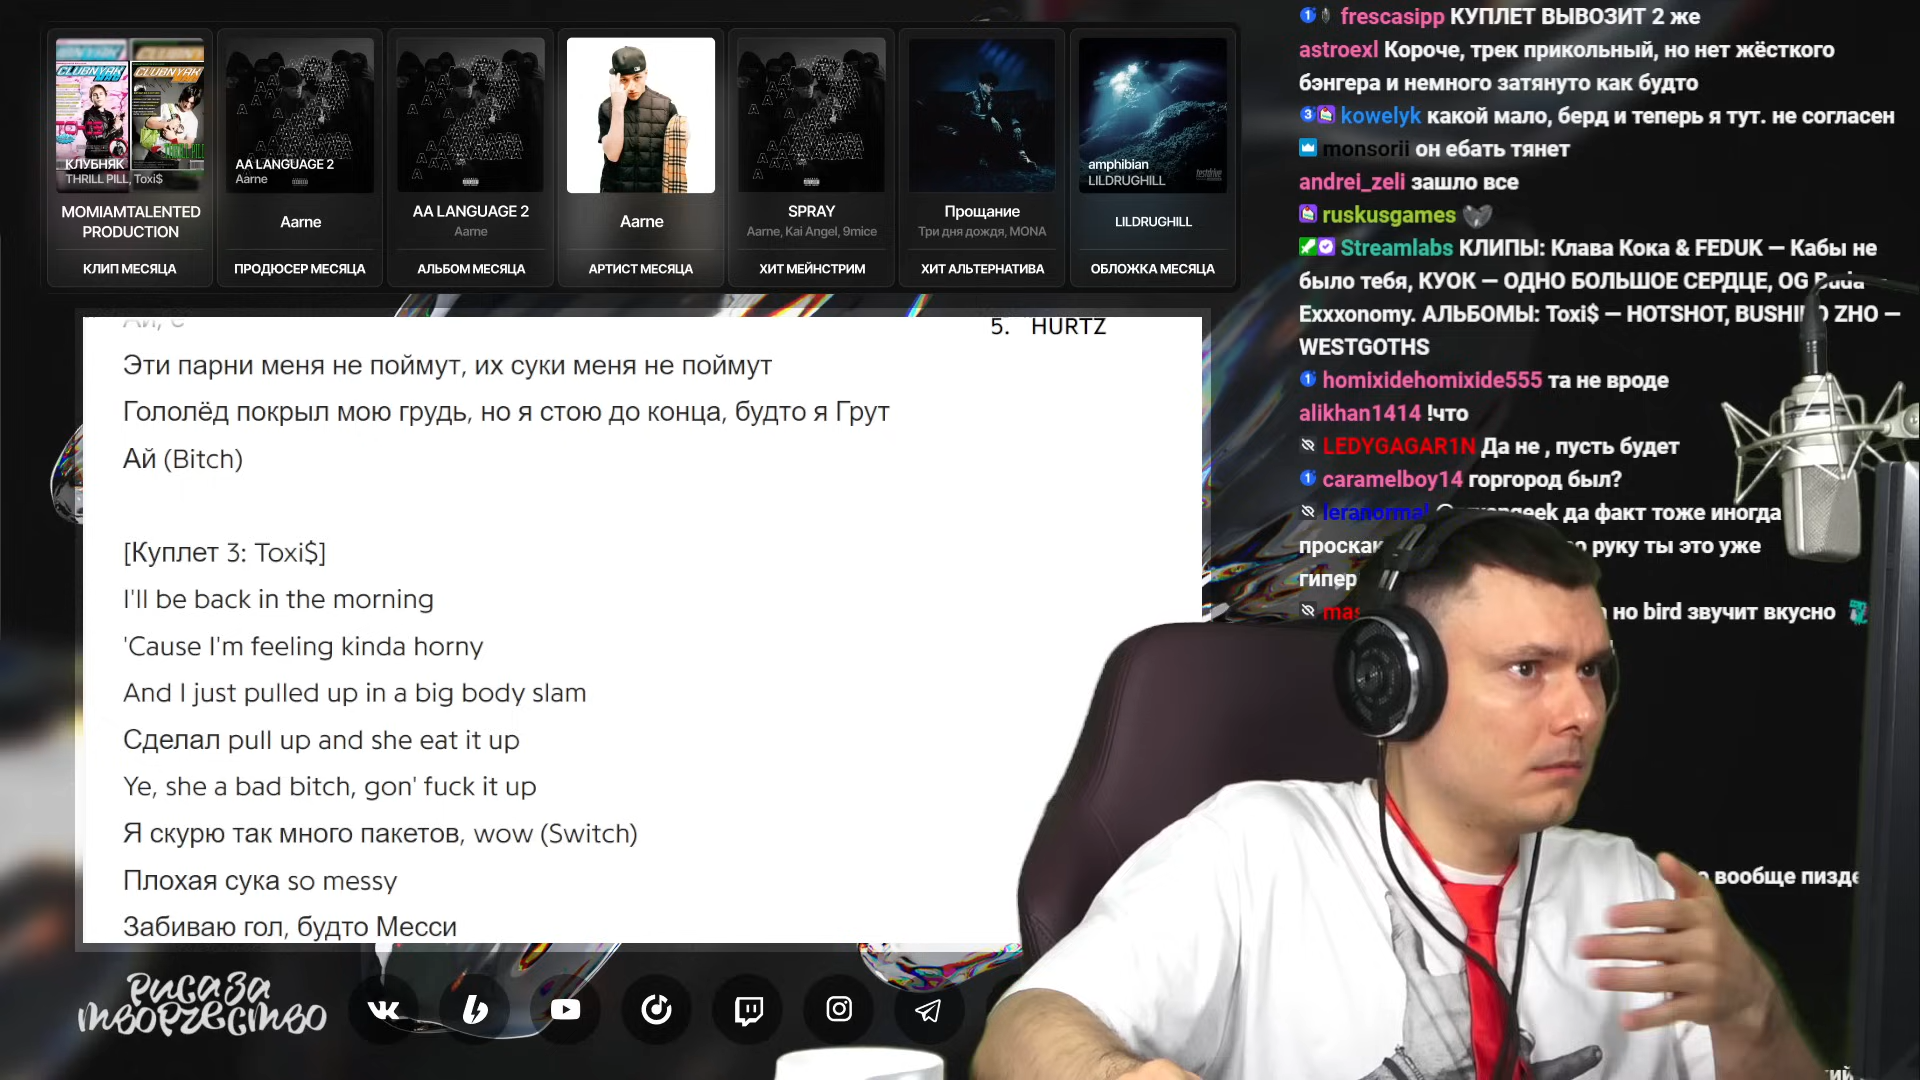 CLUBNYAK
CLUBNYAK
КЛУБНЯК
THRILL PILL, Toxi$
MOMIAMTALENTED
PRODUCTION
КЛИП МЕСЯЦА
AA LANGUAGE 2
Aarne
Aarne
ПРОДЮСЕР МЕСЯЦА
AA LANGUAGE 2
Aarne
АЛЬБОМ МЕСЯЦА
Aarne
АРТИСТ МЕСЯЦА
SPRAY
Aarne, Kai Angel, 9mice
ХИТ МЕЙНСТРИМ
Прощание
Три дня дождя, MONA
ХИТ АЛЬТЕРНАТИВА
amphibian
LILDRUGHILL
testdrive
LILDRUGHILL
ОБЛОЖКА МЕСЯЦА
5. HURTZ
Эти парни меня не поймут, их суки меня не поймут
Гололёд покрыл мою грудь, но я стою до конца, будто я Грут
Ай (Bitch)
[Куплет 3: Toxi$]
I'll be back in the morning
'Cause I'm feeling kinda horny
And I just pulled up in a big body slam
Сделал pull up and she eat it up
Ye, she a bad bitch, gon' fuck it up
Я скурю так много пакетов, wow (Switch)
Плохая сука so messy
Забиваю гол, будто Месси
РИСА ЗА
ТВОРЧЕСТВО
frescasipp КУПЛЕТ ВЫВОЗИТ 2 же
astroexl Короче, трек прикольный, но нет жёсткого
бэнгера и немного затянуто как будто
kowelyk какой мало, берд и теперь я тут. не согласен
monsorii он ебать тянет
andrei_zeli зашло все
ruskusgames
Streamlabs КЛИПЫ: Клава Кока & FEDUK — Кабы не
было тебя, КУОК — ОДНО БОЛЬШОЕ СЕРДЦЕ, OG Buda —
Exxxonomy. АЛЬБОМЫ: Toxi$ — HOTSHOT, BUSHIDO ZHO —
WESTGOTHS
homixidehomixide555 та не вроде
alikhan1414 !что
LEDYGAGAR1N Да не , пусть будет
caramelboy14 горгород был?
да факт тоже иногда
руку ты это уже
но bird звучит вкусно
вообще